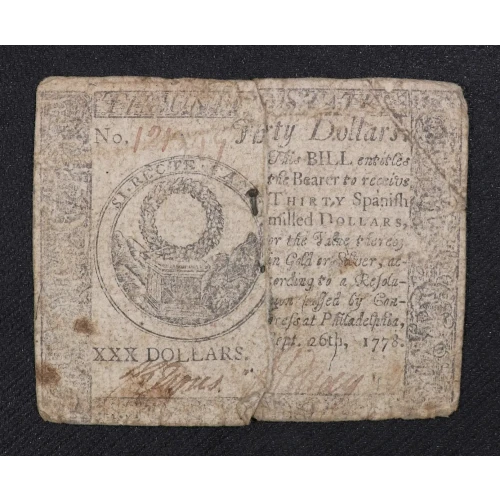 No. Thirty Dollars.
SI RECTE
This BILL entitles
the Bearer to receive
THIRTY Spanish
milled DOLLARS,
or the Value thereof
in Gold or Silver, ac-
cording to a Resolu-
tion passed by Con-
gress at Philadelphia,
Sept. 26th, 1778.
XXX DOLLARS.